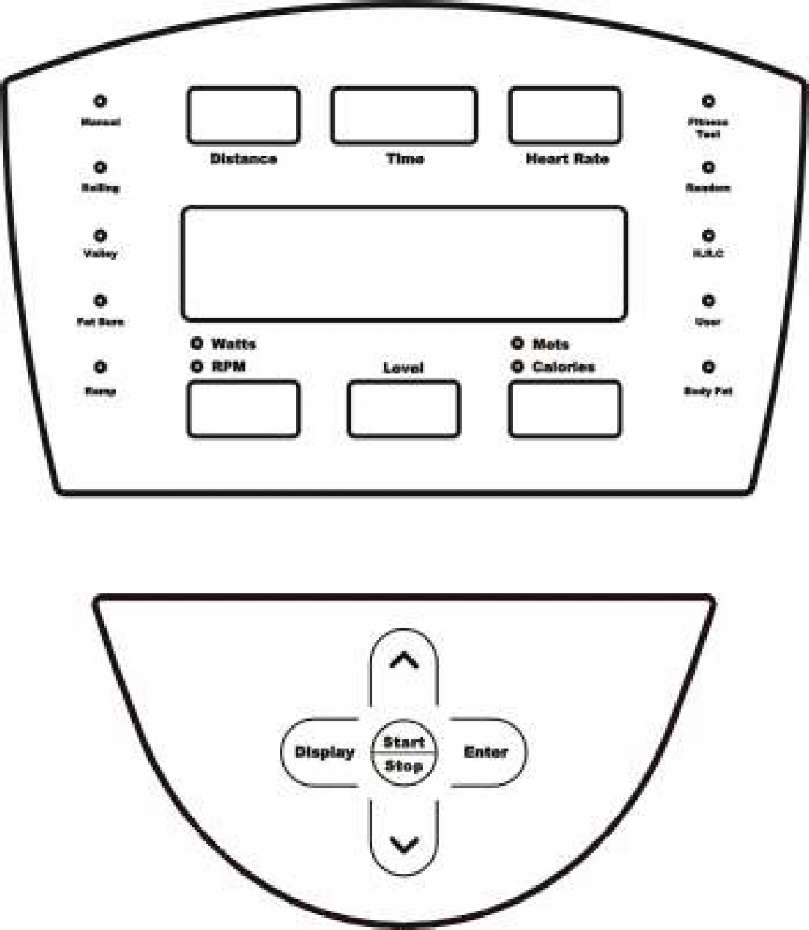 Manual
Rolling
Valley
Fat Burn
Ramp
Distance
Time
Heart Rate
Watts
RPM
Level
Mets
Calories
Fitness
Test
Random
H.R.C
User
Body Fat
Display
Start
Stop
Enter